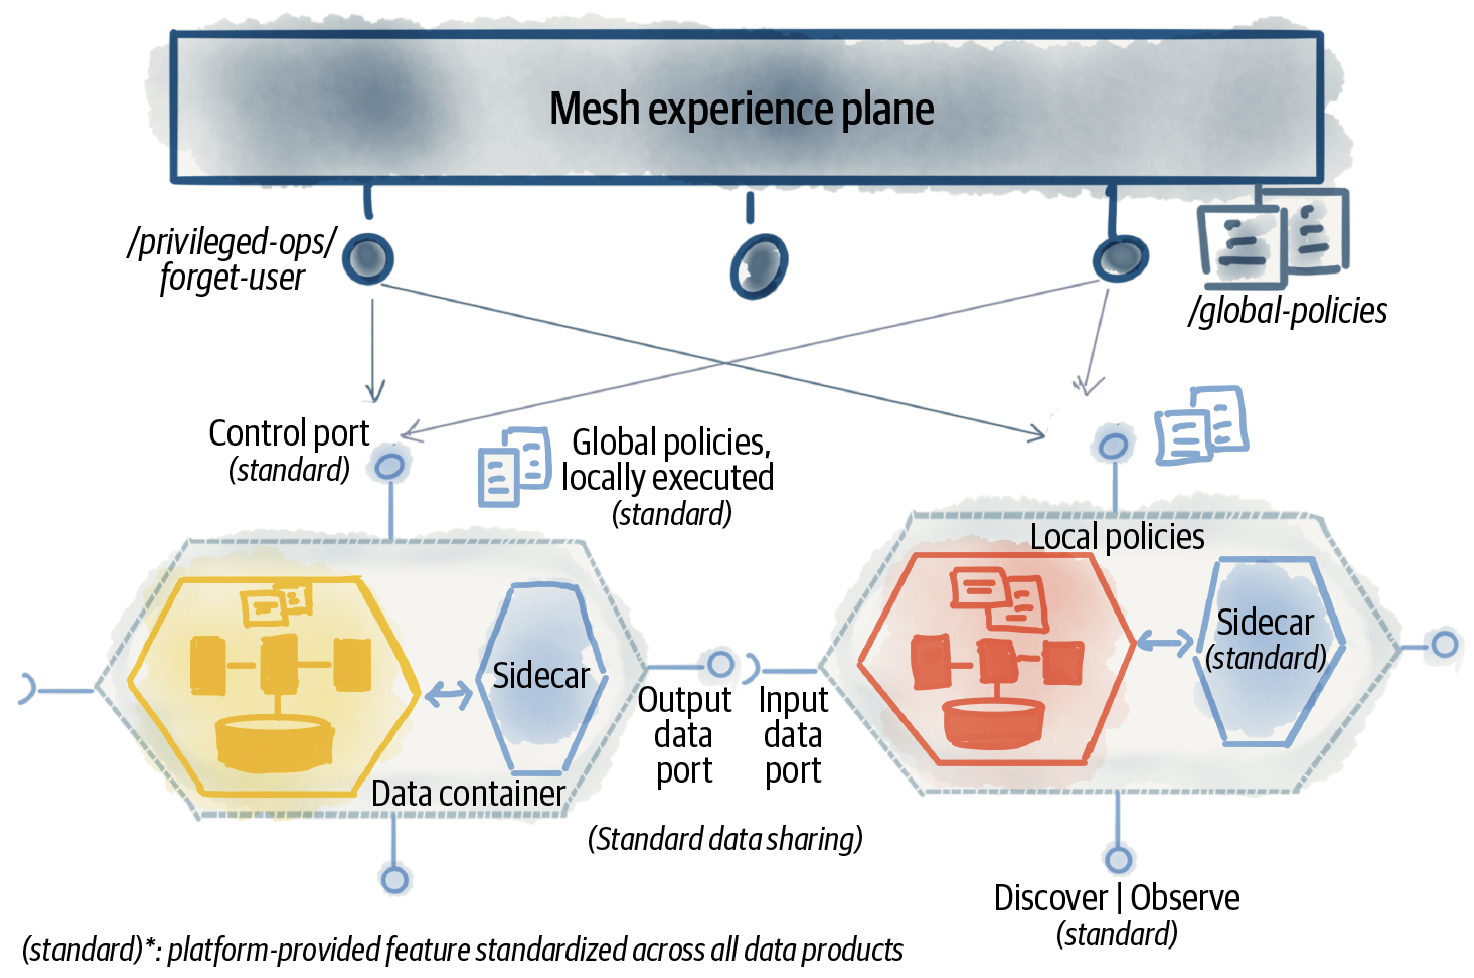 Mesh experience plane
/privileged-ops/
forget-user
/global-policies
Control port
(standard)
Global policies,
locally executed
(standard)
Local policies
Sidecar
Sidecar
(standard)
Output
data
port
Input
data
port
Data container
(Standard data sharing)
Discover | Observe
(standard)
(standard)*: platform-provided feature standardized across all data products